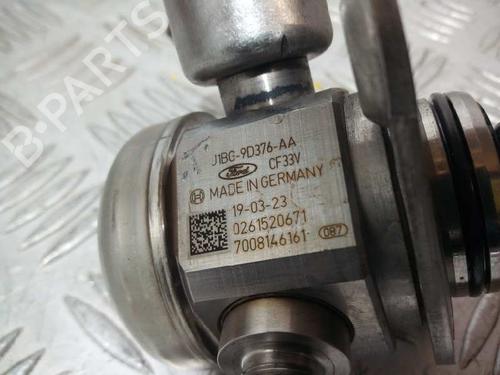 J1BG-9D376-AA
Ford CF33V
MADE IN GERMANY
19-03-23
0261520671
7008146161 087
B-PARTS